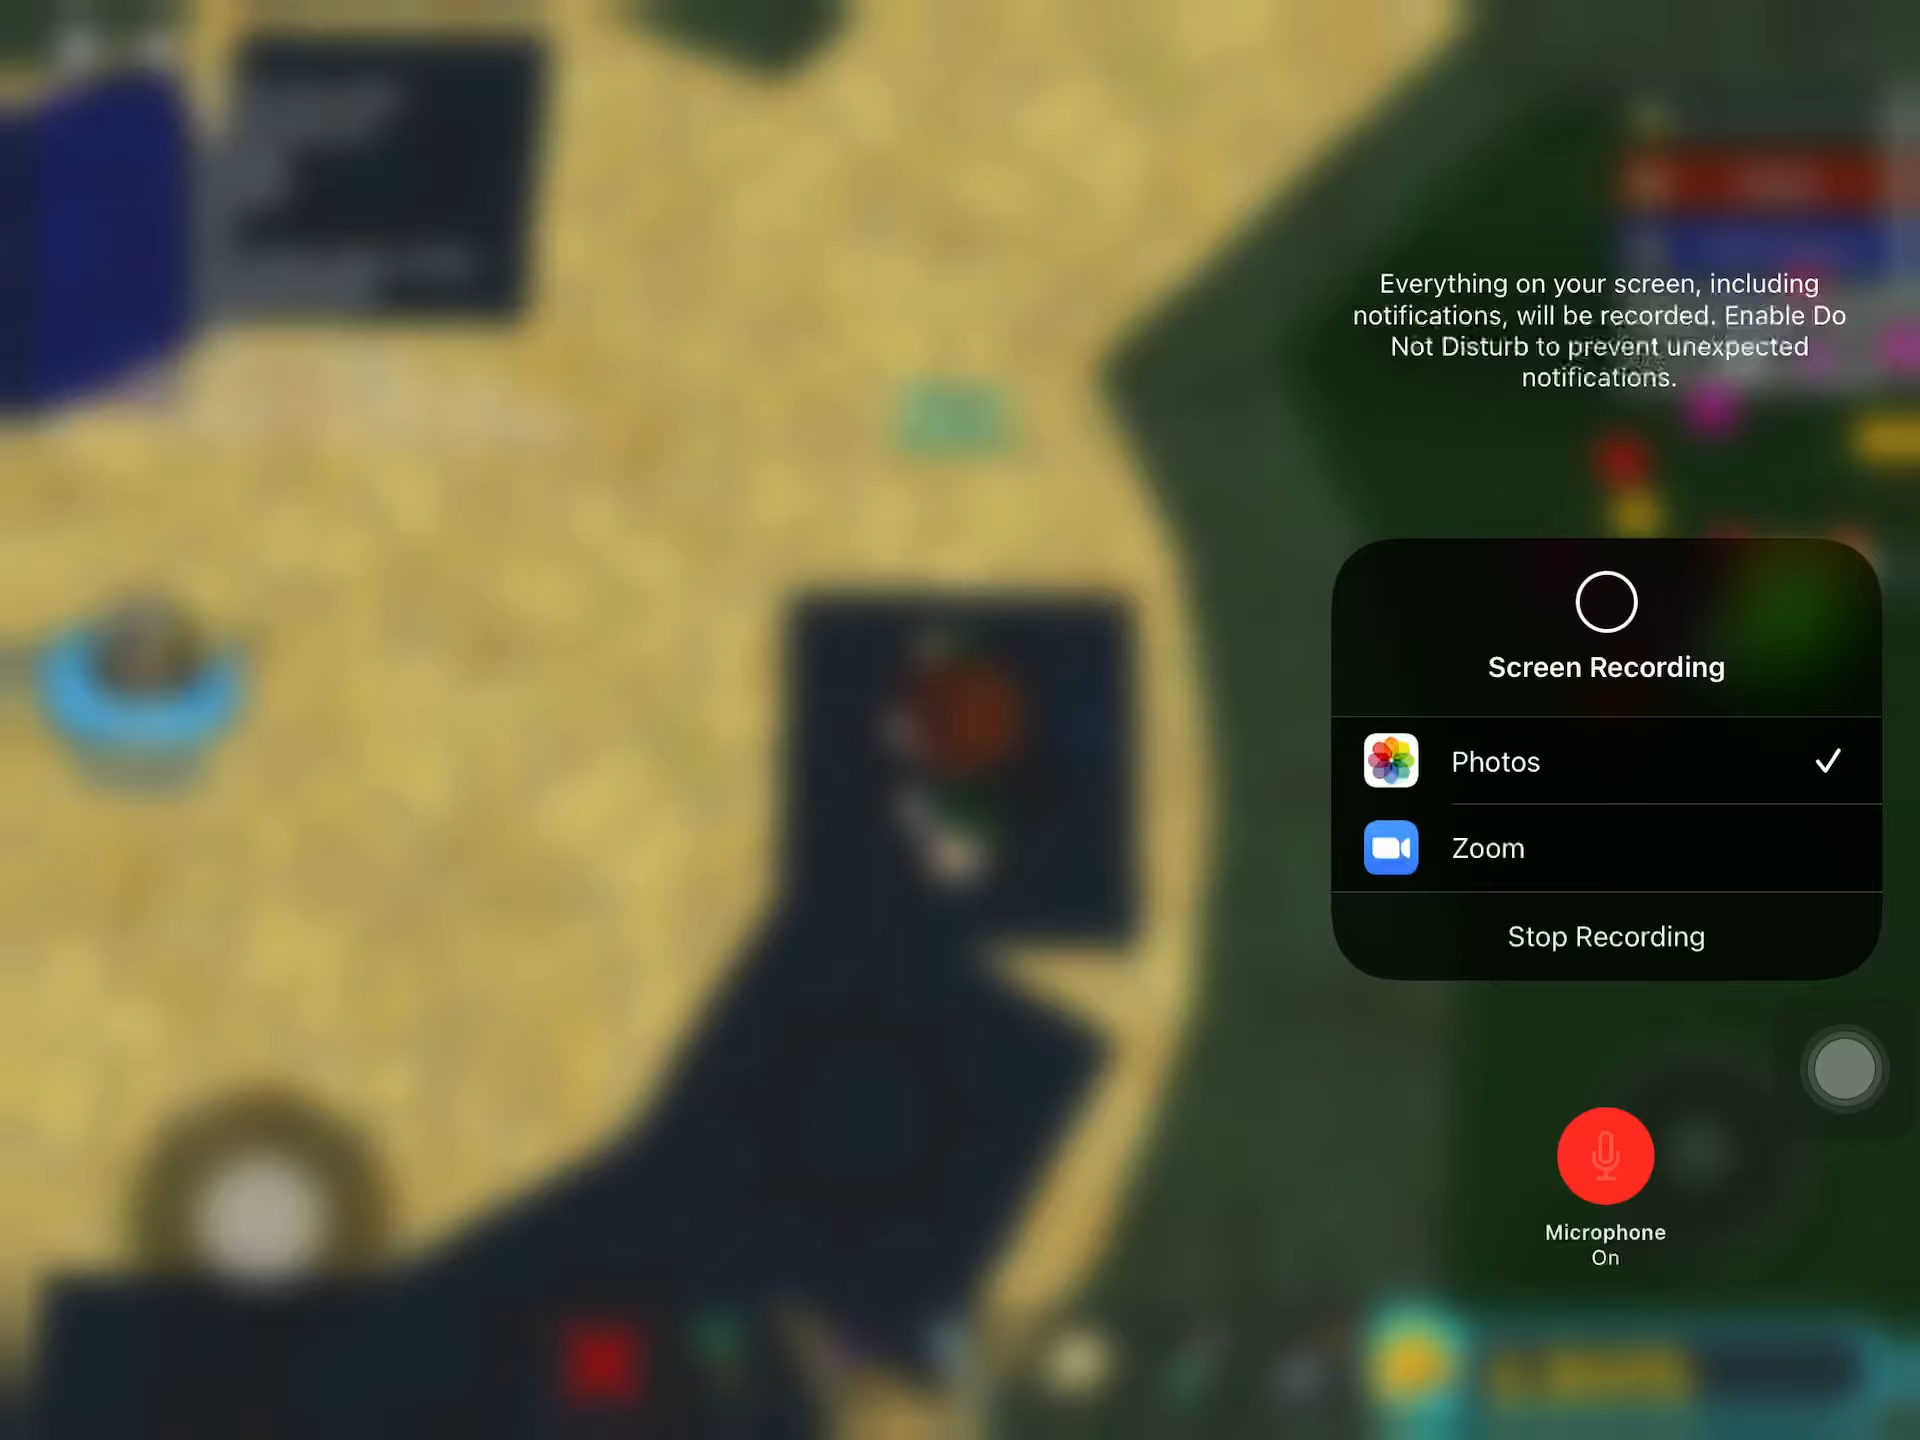 Everything on your screen, including
notifications, will be recorded. Enable Do
Not Disturb to prevent unexpected
notifications.
Screen Recording
Photos
Zoom
Stop Recording
Microphone
On